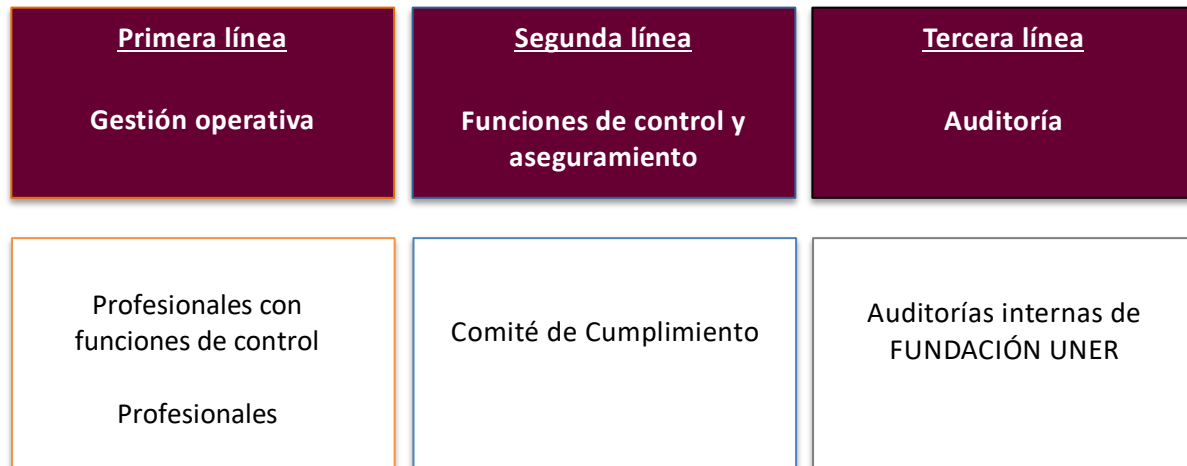 Primera línea
Gestión operativa
Segunda línea
Funciones de control y
aseguramiento
Tercera línea
Auditoría
Profesionales con
funciones de control
Profesionales
Comité de Cumplimiento
Auditorías internas de
FUNDACIÓN UNER